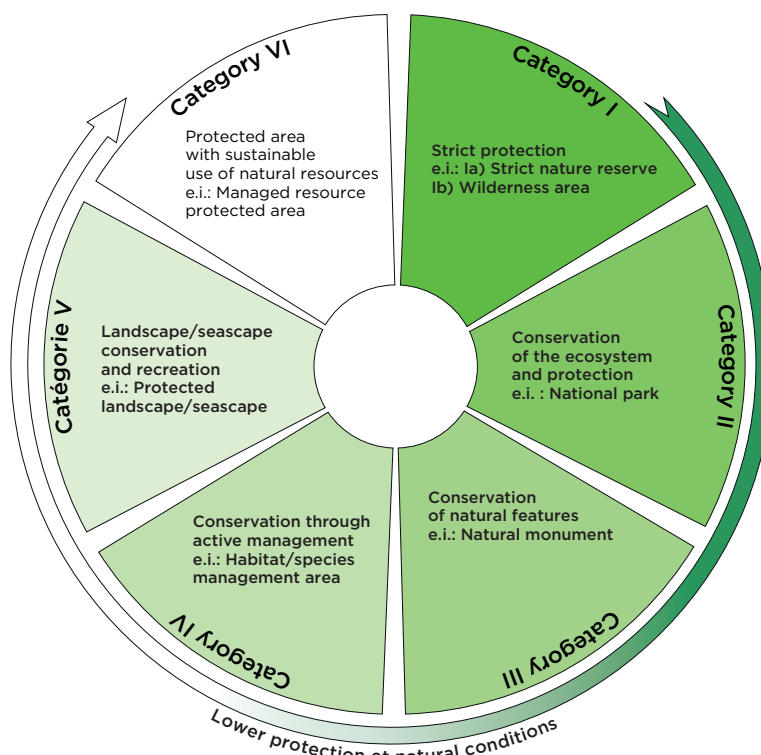 Category I
Strict protection
e.i.: Ia) Strict nature reserve
Ib) Wilderness area
Category II
Conservation
of the ecosystem
and protection
e.i. : National park
Category III
Conservation
of natural features
e.i.: Natural monument
Category IV
Conservation through
active management
e.i.: Habitat/species
management area
Catégorie V
Landscape/seascape
conservation
and recreation
e.i.: Protected
landscape/seascape
Category VI
Protected area
with sustainable
use of natural resources
e.i.: Managed resource
protected area
Lower protection of natural conditions